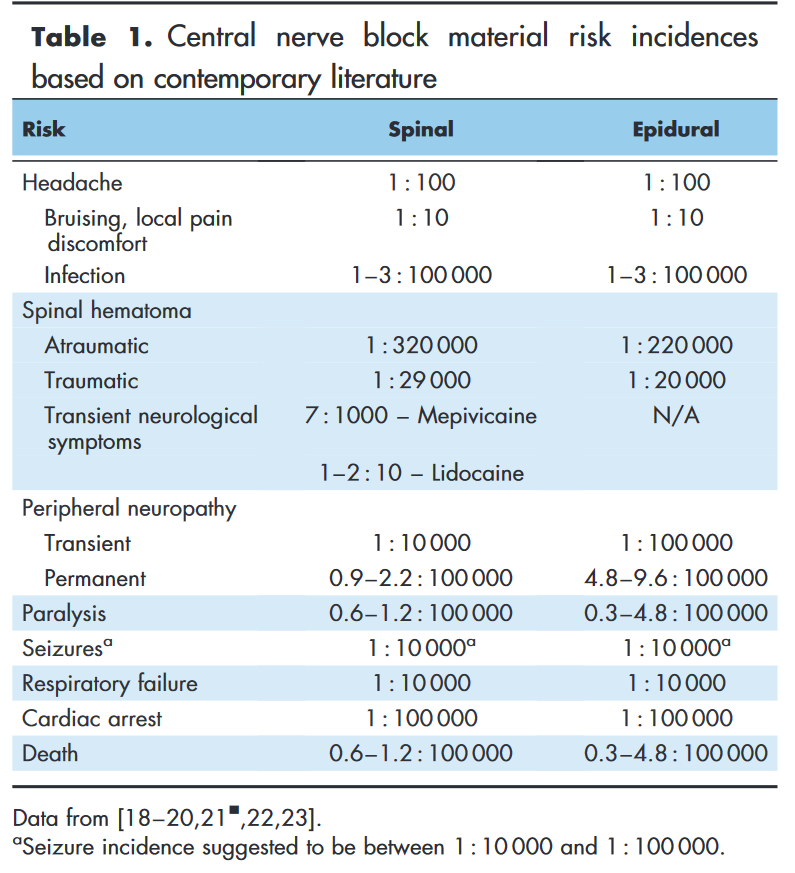 Table 1. Central nerve block material risk incidences
based on contemporary literature
Risk Spinal Epidural
Headache 1 : 100 1 : 100
Bruising, local pain 1 : 10 1 : 10
discomfort
Infection 1–3 : 100 000 1–3 : 100 000
Spinal hematoma
Atraumatic 1 : 320 000 1 : 220 000
Traumatic 1 : 29 000 1 : 20 000
Transient neurological 7 : 1000 – Mepivicaine N/A
symptoms
1–2 : 10 – Lidocaine
Peripheral neuropathy
Transient 1 : 10 000 1 : 100 000
Permanent 0.9–2.2 : 100 000 4.8–9.6 : 100 000
Paralysis 0.6–1.2 : 100 000 0.3–4.8 : 100 000
Seizuresᵃ 1 : 10 000ᵃ 1 : 10 000ᵃ
Respiratory failure 1 : 10 000 1 : 10 000
Cardiac arrest 1 : 100 000 1 : 100 000
Death 0.6–1.2 : 100 000 0.3–4.8 : 100 000
Data from [18–20,21▪,22,23].
ᵃSeizure incidence suggested to be between 1 : 10 000 and 1 : 100 000.